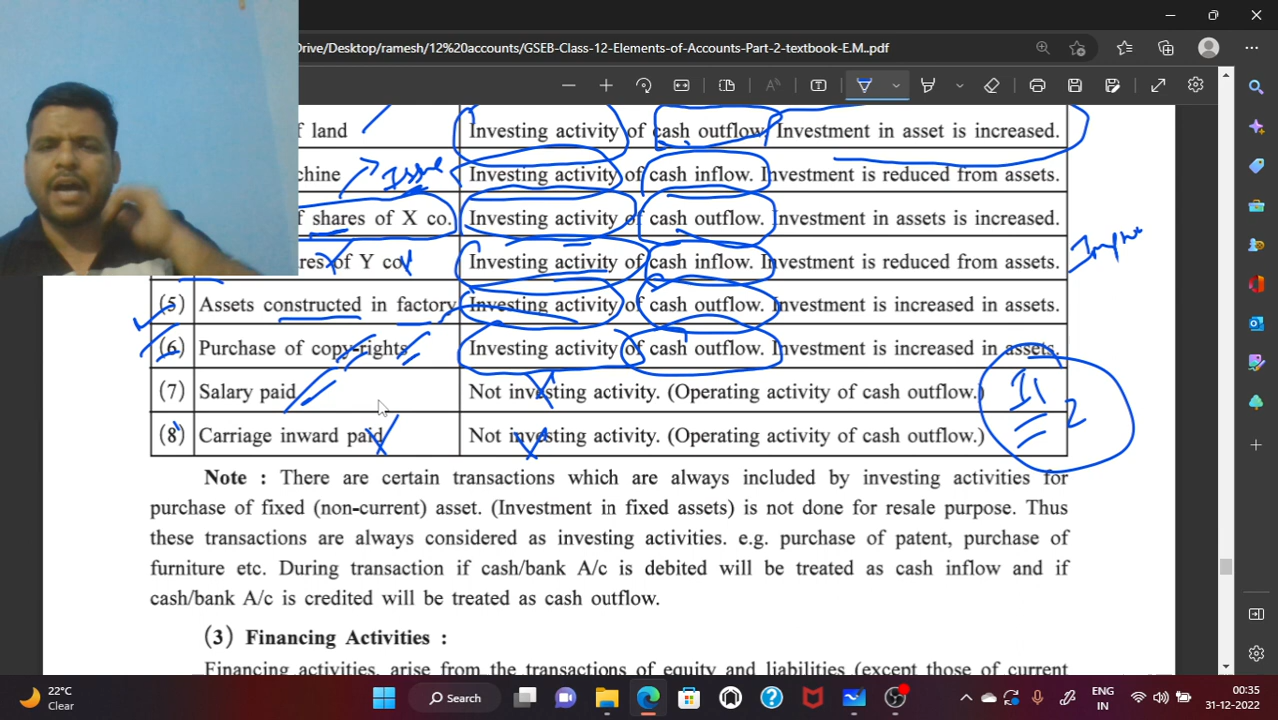 Drive/Desktop/ramesh/12%20accounts/GSEB-Class-12-Elements-of-Accounts-Part-2-textbook-E.M..pdf
f land Investing activity of cash outflow. Investment in asset is increased.
chine Issue Investing activity of cash inflow. Investment is reduced from assets.
f shares of X co. Investing activity of cash outflow. Investment in assets is increased.
res of Y co. Investing activity of cash inflow. Investment is reduced from assets.
(5) Assets constructed in factory Investing activity of cash outflow. Investment is increased in assets.
(6) Purchase of copy-rights Investing activity of cash outflow. Investment is increased in assets.
(7) Salary paid Not investing activity. (Operating activity of cash outflow.)
(8) Carriage inward paid Not investing activity. (Operating activity of cash outflow.)
Note : There are certain transactions which are always included by investing activities for
purchase of fixed (non-current) asset. (Investment in fixed assets) is not done for resale purpose. Thus
these transactions are always considered as investing activities. e.g. purchase of patent, purchase of
furniture etc. During transaction if cash/bank A/c is debited will be treated as cash inflow and if
cash/bank A/c is credited will be treated as cash outflow.
(3) Financing Activities :
Financing activities, arise from the transactions of equity and liabilities (except those of current
22°C
Clear
Search
ENG
IN
00:35
31-12-2022